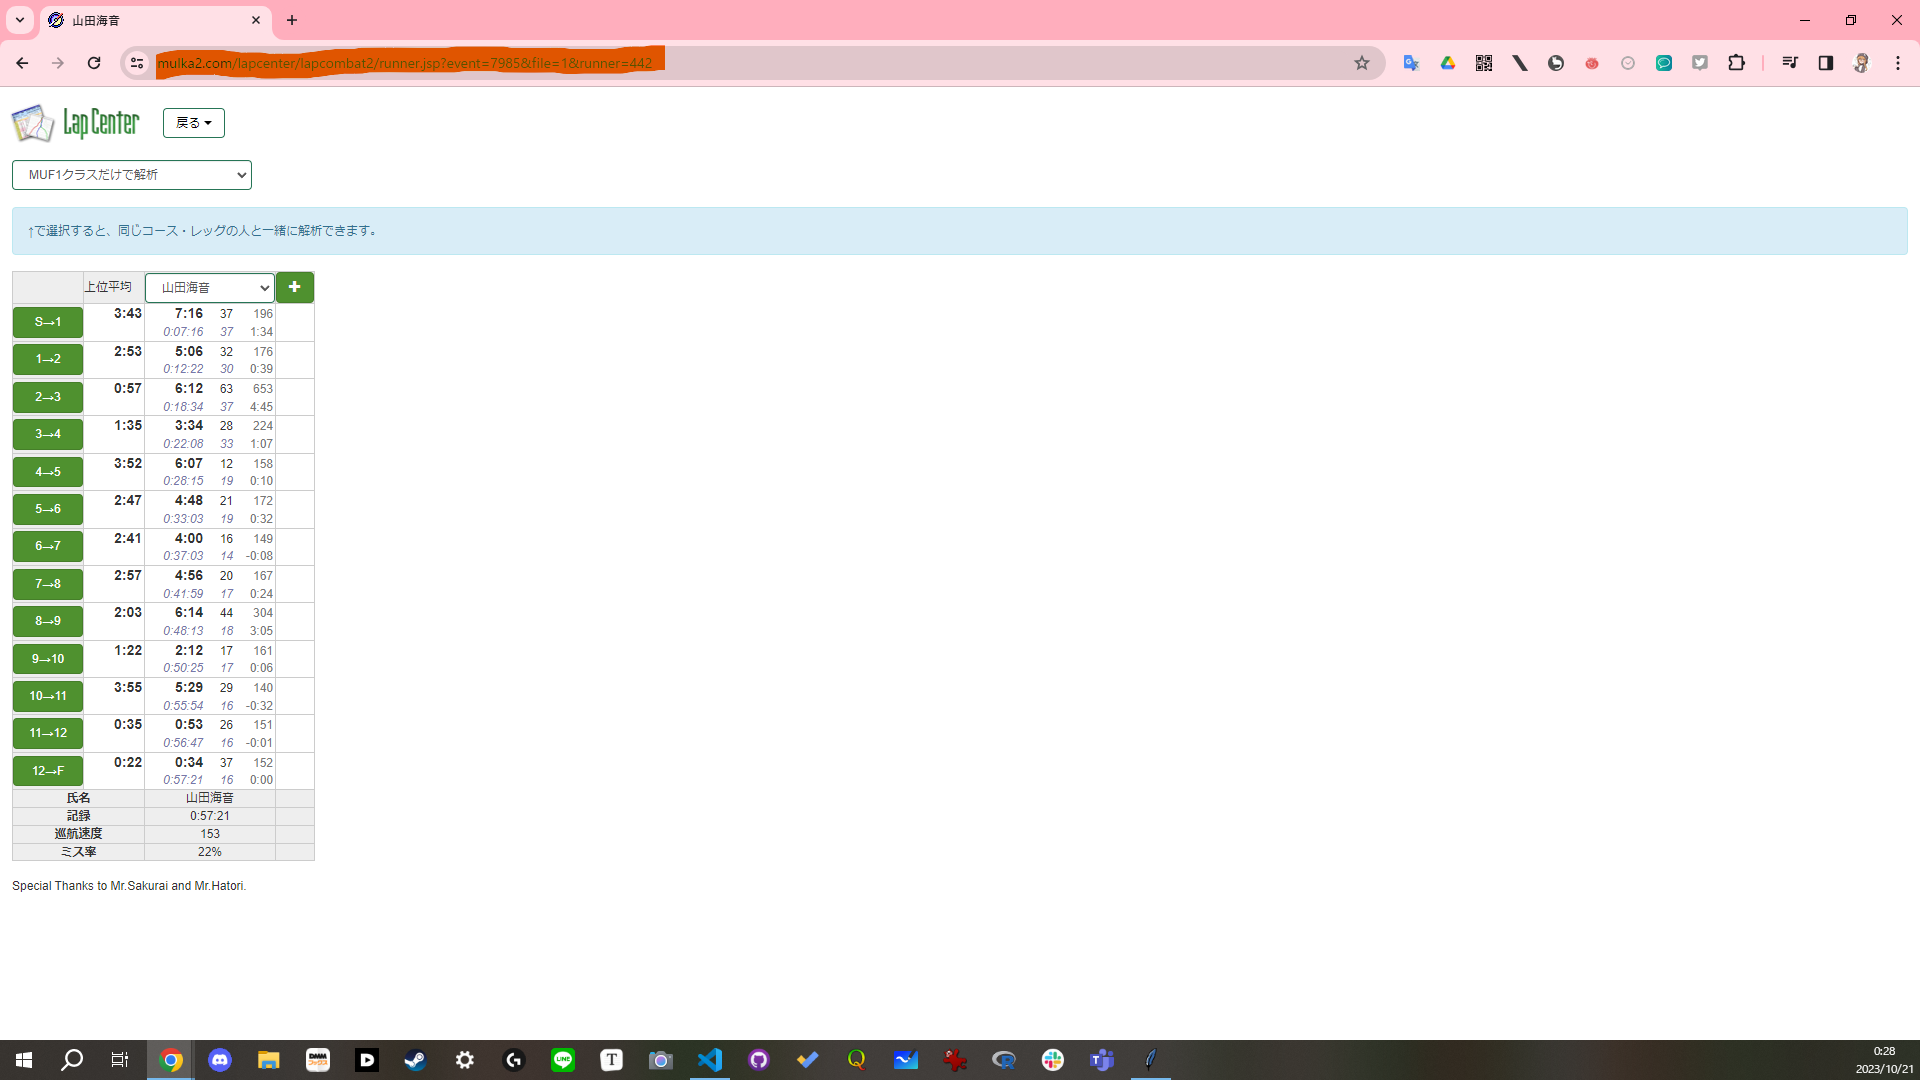 山田海音
mulka2.com/lapcenter/lapcombat2/runner.jsp?event=7985&file=1&runner=442
Lap Center
戻る
MUF1クラスだけで解析
↑で選択すると、同じコース・レッグの人と一緒に解析できます。
上位平均 山田海音
S→1 3:43 7:16 37 196
0:07:16 37 1:34
1→2 2:53 5:06 32 176
0:12:22 30 0:39
2→3 0:57 6:12 63 653
0:18:34 37 4:45
3→4 1:35 3:34 28 224
0:22:08 33 1:07
4→5 3:52 6:07 12 158
0:28:15 19 0:10
5→6 2:47 4:48 21 172
0:33:03 19 0:32
6→7 2:41 4:00 16 149
0:37:03 14 -0:08
7→8 2:57 4:56 20 167
0:41:59 17 0:24
8→9 2:03 6:14 44 304
0:48:13 18 3:05
9→10 1:22 2:12 17 161
0:50:25 17 0:06
10→11 3:55 5:29 29 140
0:55:54 16 -0:32
11→12 0:35 0:53 26 151
0:56:47 16 -0:01
12→F 0:22 0:34 37 152
0:57:21 16 0:00
氏名 山田海音
記録 0:57:21
巡航速度 153
ミス率 22%
Special Thanks to Mr.Sakurai and Mr.Hatori.
0:28
2023/10/21